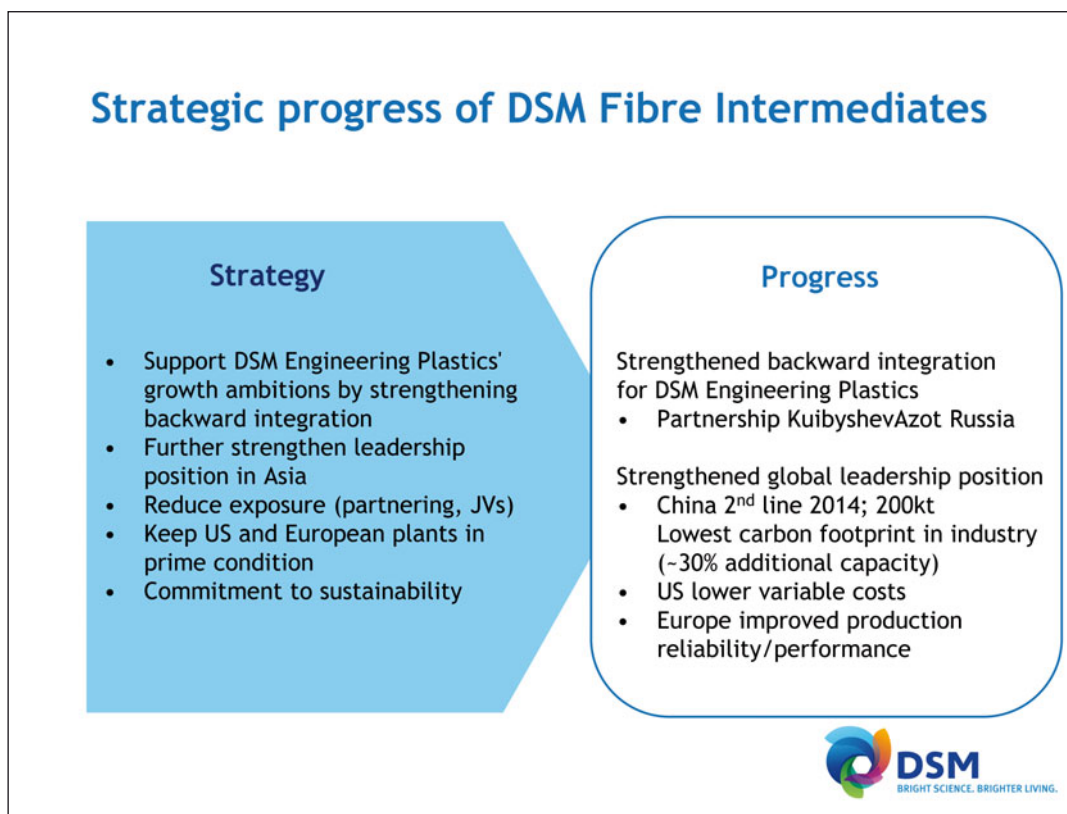 Strategic progress of DSM Fibre Intermediates
Strategy
• Support DSM Engineering Plastics'
growth ambitions by strengthening
backward integration
• Further strengthen leadership
position in Asia
• Reduce exposure (partnering, JVs)
• Keep US and European plants in
prime condition
• Commitment to sustainability
Progress
Strengthened backward integration
for DSM Engineering Plastics
• Partnership KuibyshevAzot Russia
Strengthened global leadership position
• China 2nd line 2014; 200kt
Lowest carbon footprint in industry
(~30% additional capacity)
• US lower variable costs
• Europe improved production
reliability/performance
DSM
BRIGHT SCIENCE. BRIGHTER LIVING.